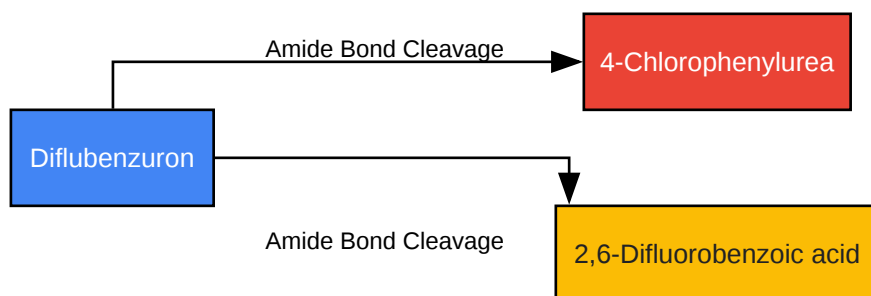 Amide Bond Cleavage
4-Chlorophenylurea
Diflubenzuron
Amide Bond Cleavage
2,6-Difluorobenzoic acid